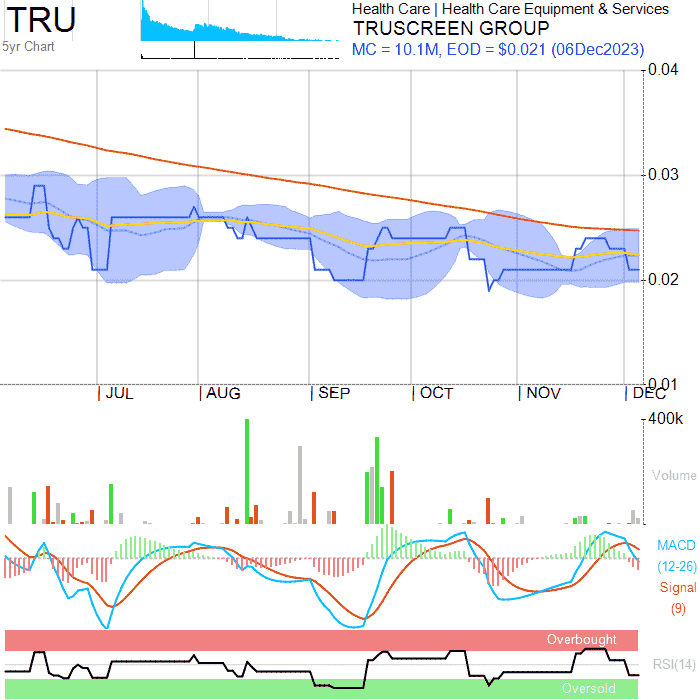 TRU
5yr Chart
Health Care | Health Care Equipment & Services
TRUSCREEN GROUP
MC = 10.1M, EOD = $0.021 (06Dec2023)
0.04
0.03
0.02
0.01
JUL
AUG
SEP
OCT
NOV
DEC
400k
Volume
MACD
(12-26)
Signal
(9)
Overbought
RSI(14)
Oversold